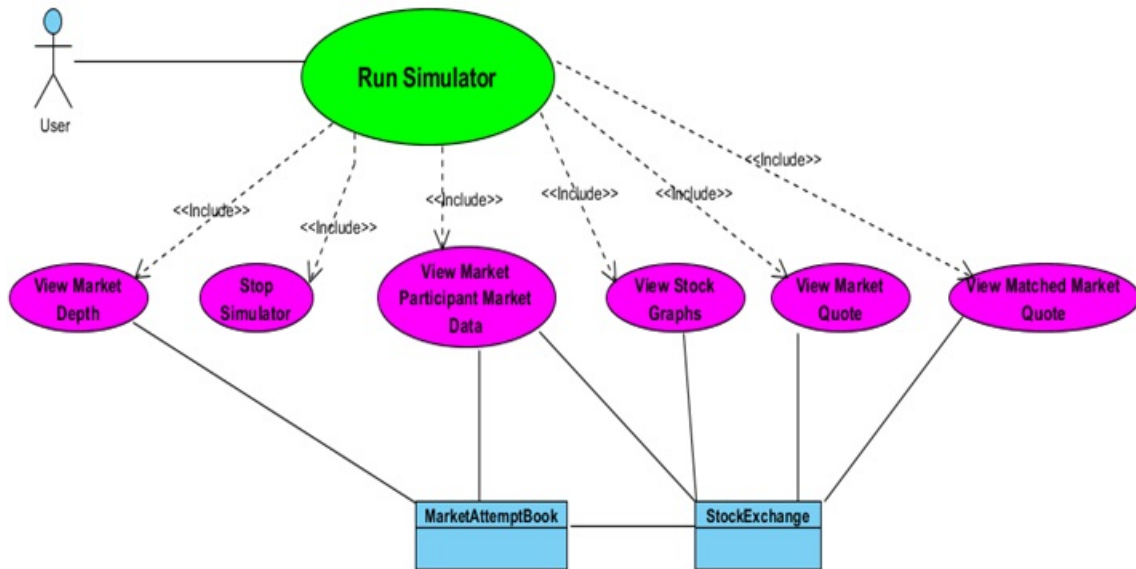 Run Simulator
User
<<Include>>
<<Include>>
<<Include>>
<<Include>>
<<Include>>
<<Include>>
View Market
Depth
Stop
Simulator
View Market
Participant Market
Data
View Stock
Graphs
View Market
Quote
View Matched Market
Quote
MarketAttemptBook
StockExchange